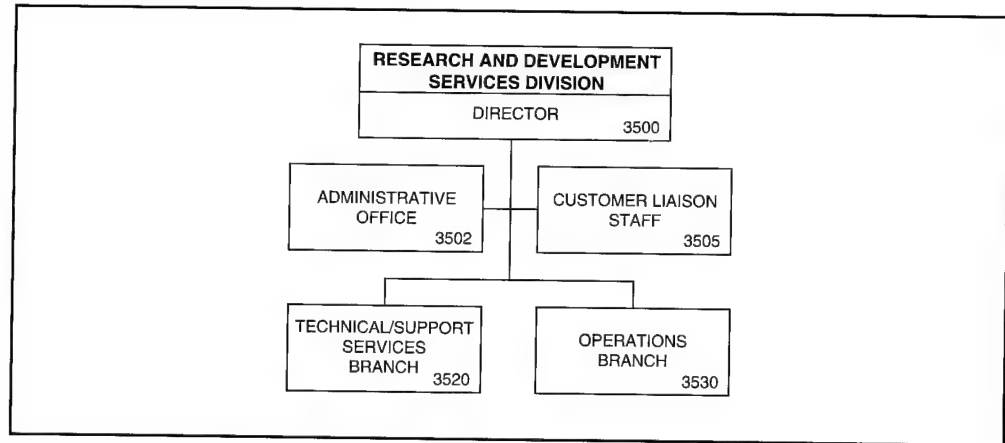 RESEARCH AND DEVELOPMENT
SERVICES DIVISION
DIRECTOR
3500
ADMINISTRATIVE
OFFICE
3502
CUSTOMER LIAISON
STAFF
3505
TECHNICAL/SUPPORT
SERVICES
BRANCH
3520
OPERATIONS
BRANCH
3530